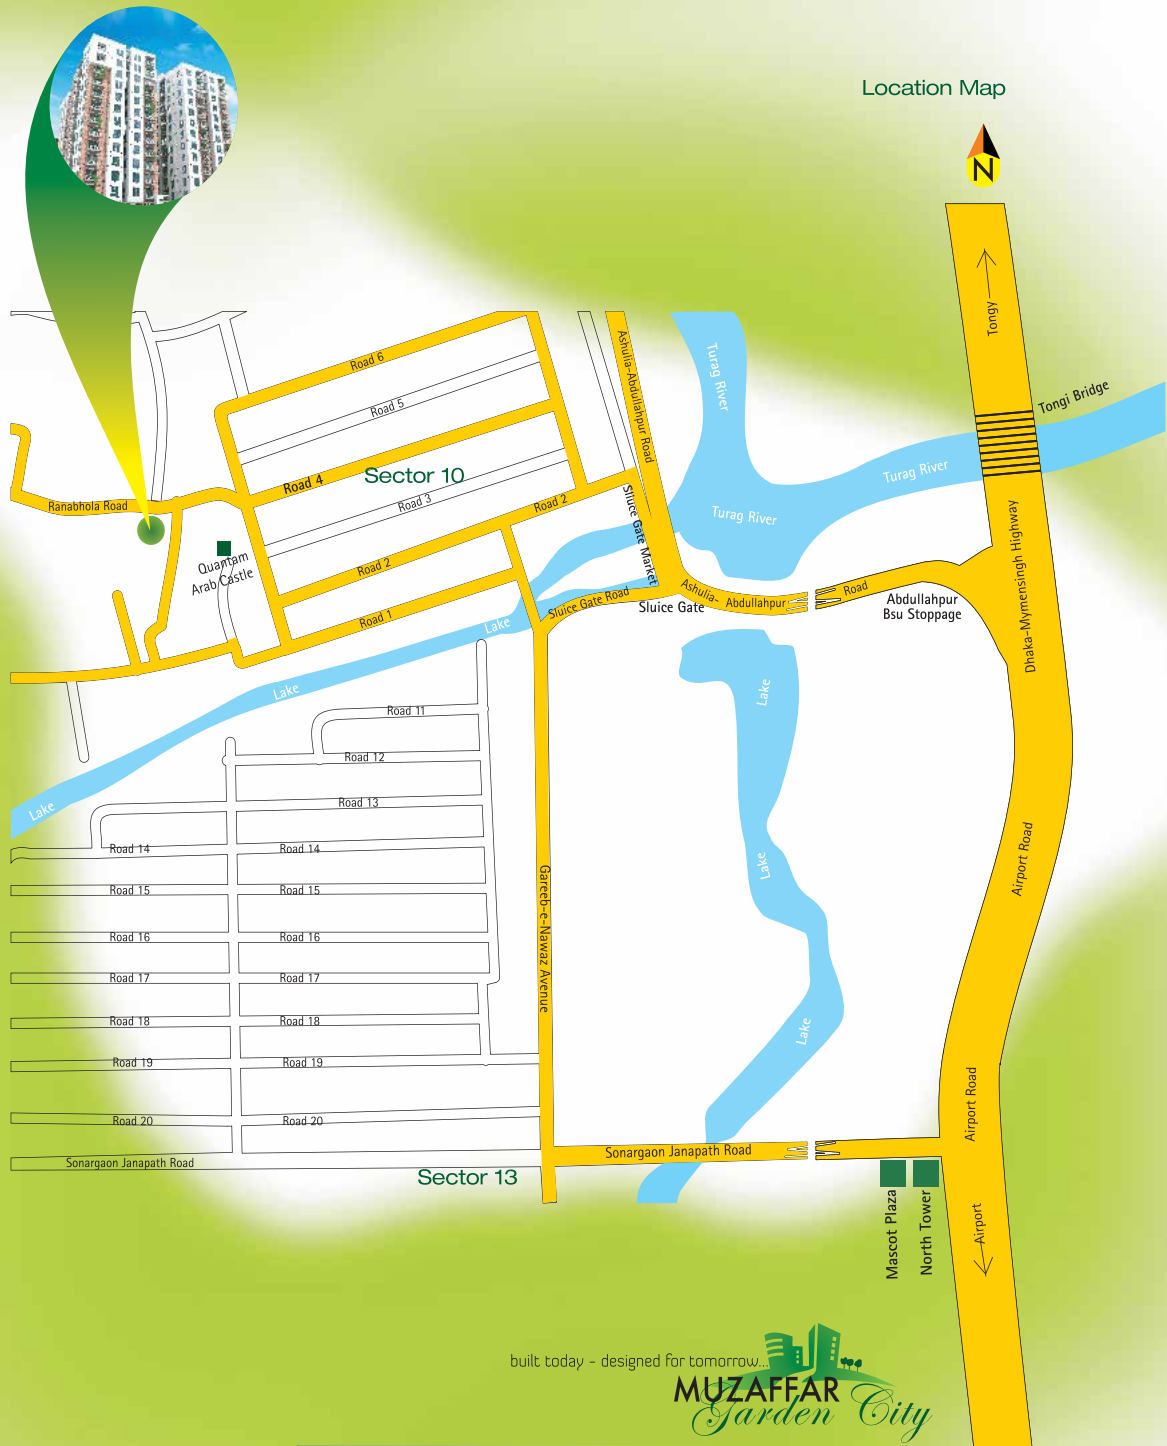 Location Map
N
Tongy
Turag River
Tongi Bridge
Turag River
Turag River
Road 6
Road 5
Road 4
Sector 10
Road 3
Road 2
Road 2
Road 1
Ashulia-Abdullahpur Road
Slluce Gate Market
Ranabhola Road
Quantam
Arab Castle
Sluice Gate Road
Sluice Gate
Ashulia- Abdullahpur
Road
Abdullahpur
Bsu Stoppage
Dhaka-Mymensingh Highway
Lake
Lake
Lake
Lake
Lake
Lake
Road 11
Road 12
Road 13
Road 14
Road 14
Road 15
Road 15
Road 16
Road 16
Road 17
Road 17
Road 18
Road 18
Road 19
Road 19
Road 20
Road 20
Gareeb-e-Nawaz Avenue
Airport Road
Airport Road
Sonargaon Janapath Road
Sonargaon Janapath Road
Sector 13
Mascot Plaza
North Tower
Airport
built today - designed for tomorrow...
MUZAFFAR
Garden City